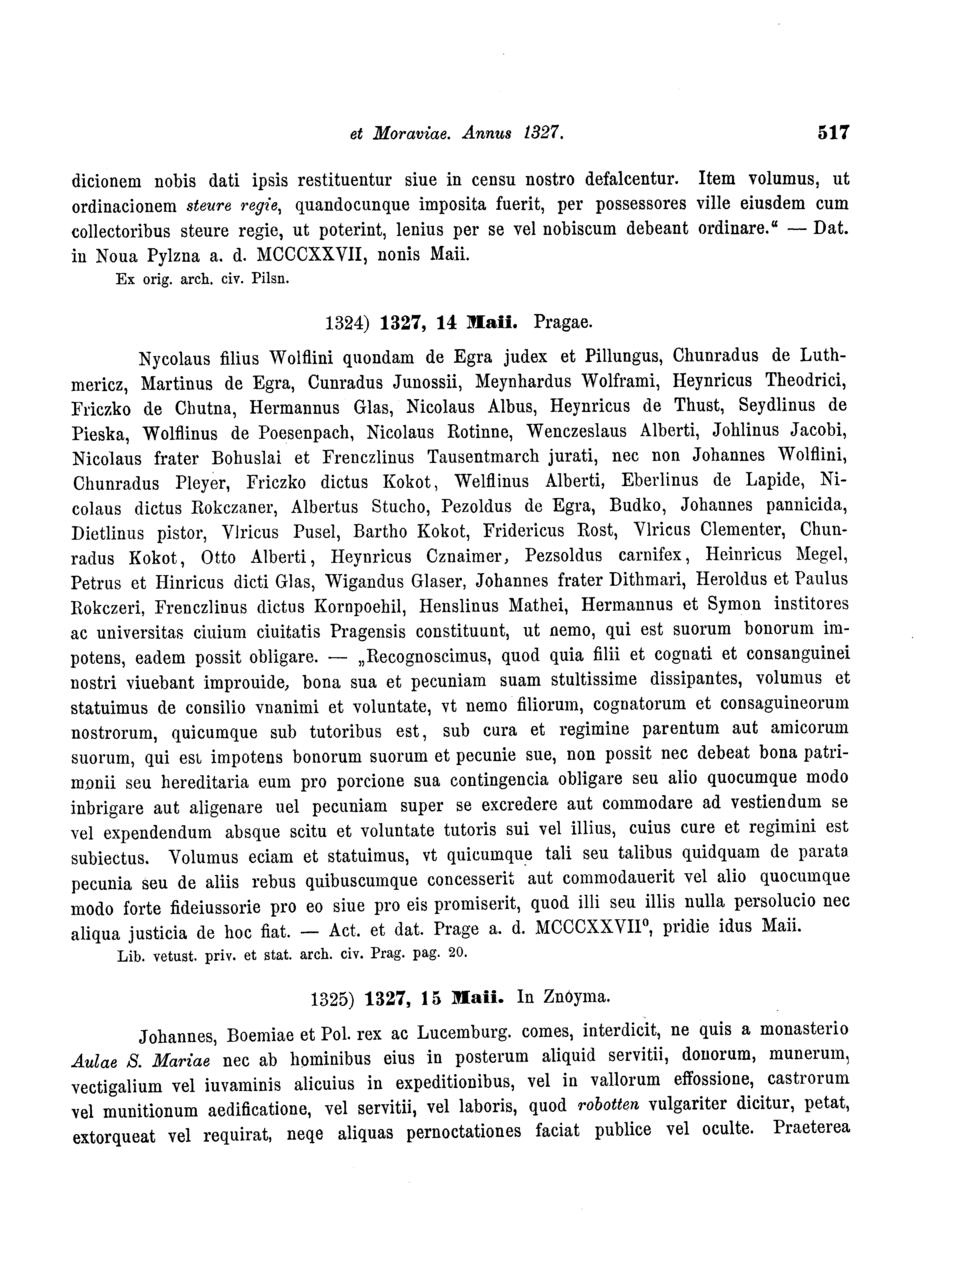 et Moraviae. Annus 1327. 517
dicionem nobis dati ipsis restituentur siue in censu nostro defalcentur. Item volumus, ut
ordinacionem steure regie, quandocunque imposita fuerit, per possessores ville eiusdem cum
collectoribus steure regie, ut poterint, lenius per se vel nobiscum debeant ordinare.“ — Dat.
in Noua Pylzna a. d. MCCCXXVII, nonis Maii.
Ex orig. arch. civ. Pilsn.
1324) 1327, 14 Maii. Pragae.
Nycolaus filius Wolflini quondam de Egra judex et Pillungus, Chunradus de Luth-
mericz, Martinus de Egra, Cunradus Junossii, Meynhardus Wolframi, Heynricus Theodrici,
Friczko de Chutna, Hermannus Glas, Nicolaus Albus, Heynricus de Thust, Seydlinus de
Pieska, Wolflinus de Poesenpach, Nicolaus Rotinne, Wenczeslaus Alberti, Johlinus Jacobi,
Nicolaus frater Bohuslai et Frenczlinus Tausentmarch jurati, nec non Johannes Wolflini,
Chunradus Pleyer, Friczko dictus Kokot, Welflinus Alberti, Eberlinus de Lapide, Ni-
colaus dictus Rokczaner, Albertus Stucho, Pezoldus de Egra, Budko, Johannes pannicida,
Dietlinus pistor, Vlricus Pusel, Bartho Kokot, Fridericus Rost, Vlricus Clementer, Chun-
radus Kokot, Otto Alberti, Heynricus Cznaimer, Pezsoldus carnifex, Heinricus Megel,
Petrus et Hinricus dicti Glas, Wigandus Glaser, Johannes frater Dithmari, Heroldus et Paulus
Rokczeri, Frenczlinus dictus Kornpoehil, Henslinus Mathei, Hermannus et Symon institores
ac universitas ciuium ciuitatis Pragensis constituunt, ut nemo, qui est suorum bonorum im-
potens, eadem possit obligare. — „Recognoscimus, quod quia filii et cognati et consanguinei
nostri viuebant improuide, bona sua et pecuniam suam stultissime dissipantes, volumus et
statuimus de consilio vnanimi et voluntate, vt nemo filiorum, cognatorum et consaguineorum
nostrorum, quicumque sub tutoribus est, sub cura et regimine parentum aut amicorum
suorum, qui est impotens bonorum suorum et pecunie sue, non possit nec debeat bona patri-
monii seu hereditaria eum pro porcione sua contingencia obligare seu alio quocumque modo
inbrigare aut aligenare uel pecuniam super se excredere aut commodare ad vestiendum se
vel expendendum absque scitu et voluntate tutoris sui vel illius, cuius cure et regimini est
subiectus. Volumus eciam et statuimus, vt quicumque tali seu talibus quidquam de parata
pecunia seu de aliis rebus quibuscumque concesserit aut commodauerit vel alio quocumque
modo forte fideiussorie pro eo siue pro eis promiserit, quod illi seu illis nulla persolucio nec
aliqua justicia de hoc fiat. — Act. et dat. Prage a. d. MCCCXXVII⁰, pridie idus Maii.
Lib. vetust. priv. et stat. arch. civ. Prag. pag. 20.
1325) 1327, 15 Maii. In Znóyma.
Johannes, Boemiae et Pol. rex ac Lucemburg. comes, interdicit, ne quis a monasterio
Aulae S. Mariae nec ab hominibus eius in posterum aliquid servitii, donorum, munerum,
vectigalium vel iuvaminis alicuius in expeditionibus, vel in vallorum effossione, castrorum
vel munitionum aedificatione, vel servitii, vel laboris, quod robotten vulgariter dicitur, petat,
extorqueat vel requirat, neqe aliquas pernoctationes faciat publice vel oculte. Praeterea